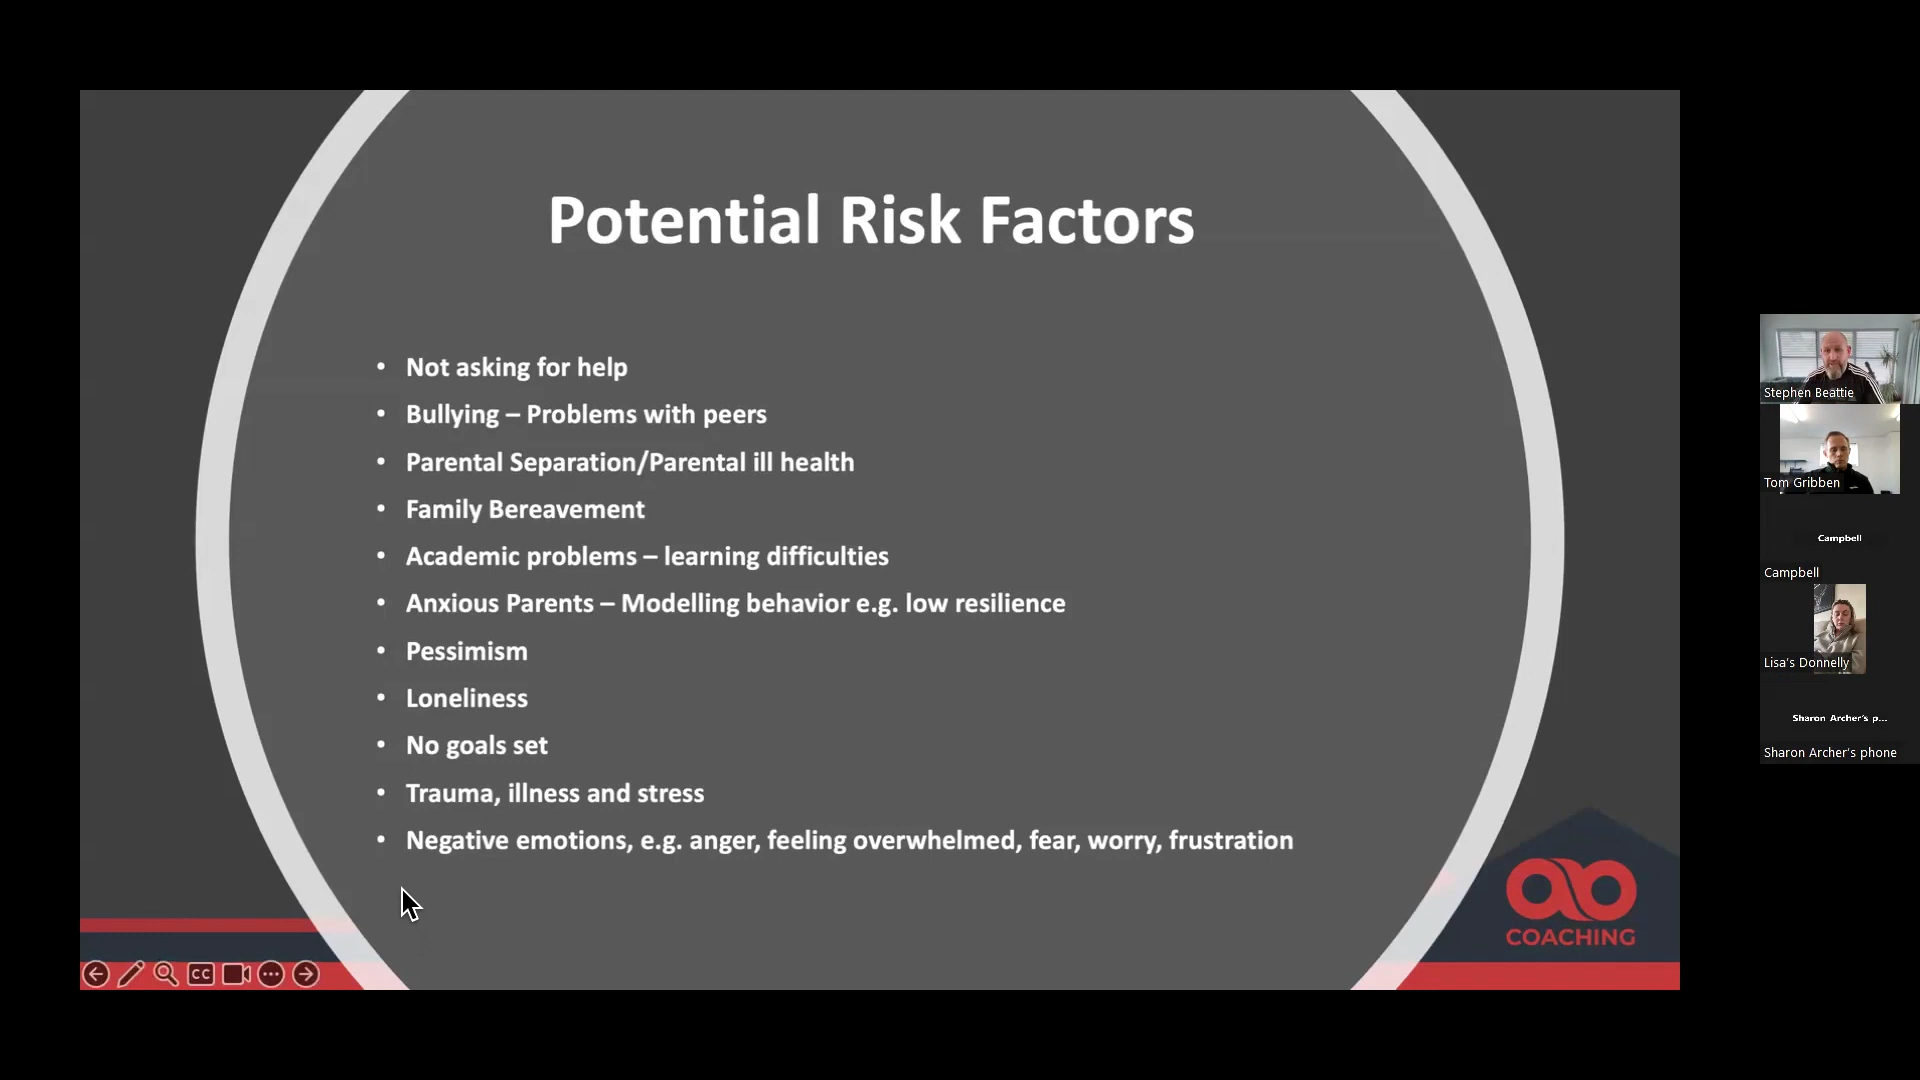 Potential Risk Factors
• Not asking for help
• Bullying – Problems with peers
• Parental Separation/Parental ill health
• Family Bereavement
• Academic problems – learning difficulties
• Anxious Parents – Modelling behavior e.g. low resilience
• Pessimism
• Loneliness
• No goals set
• Trauma, illness and stress
• Negative emotions, e.g. anger, feeling overwhelmed, fear, worry, frustration
COACHING
CC
Stephen Beattie
Tom Gribben
Campbell
Campbell
Lisa's Donnelly
Sharon Archer's p...
Sharon Archer's phone